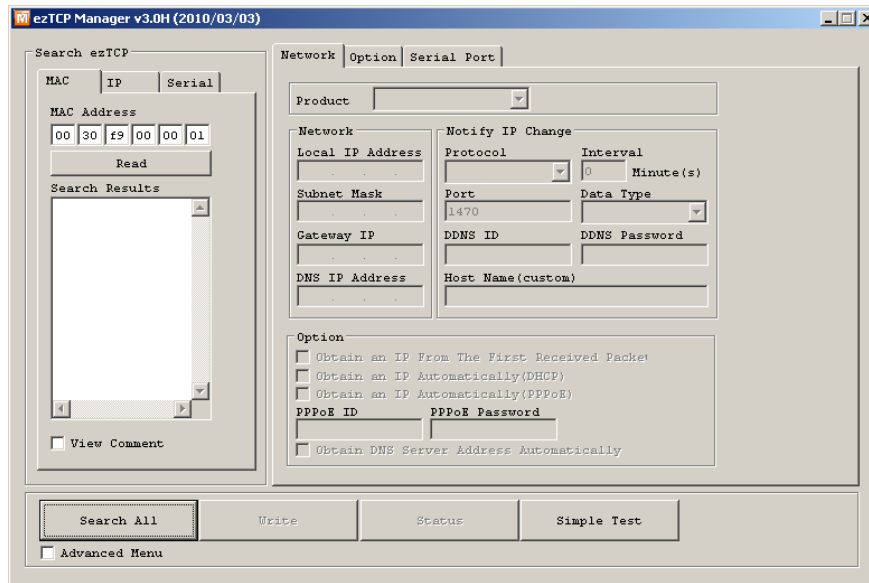 ezTCP Manager v3.0H (2010/03/03)
Search ezTCP
MAC IP Serial
MAC Address
00 30 f9 00 00 01
Read
Search Results
View Comment
Network Option Serial Port
Product
Network
Local IP Address
. . .
Subnet Mask
. . .
Gateway IP
. . .
DNS IP Address
. . .
Notify IP Change
Protocol Interval
0 Minute(s)
Port Data Type
1470
DDNS ID DDNS Password
Host Name(custom)
Option
Obtain an IP From The First Received Packet
Obtain an IP Automatically(DHCP)
Obtain an IP Automatically(PPPoE)
PPPoE ID PPPoE Password
Obtain DNS Server Address Automatically
Search All Write Status Simple Test
Advanced Menu